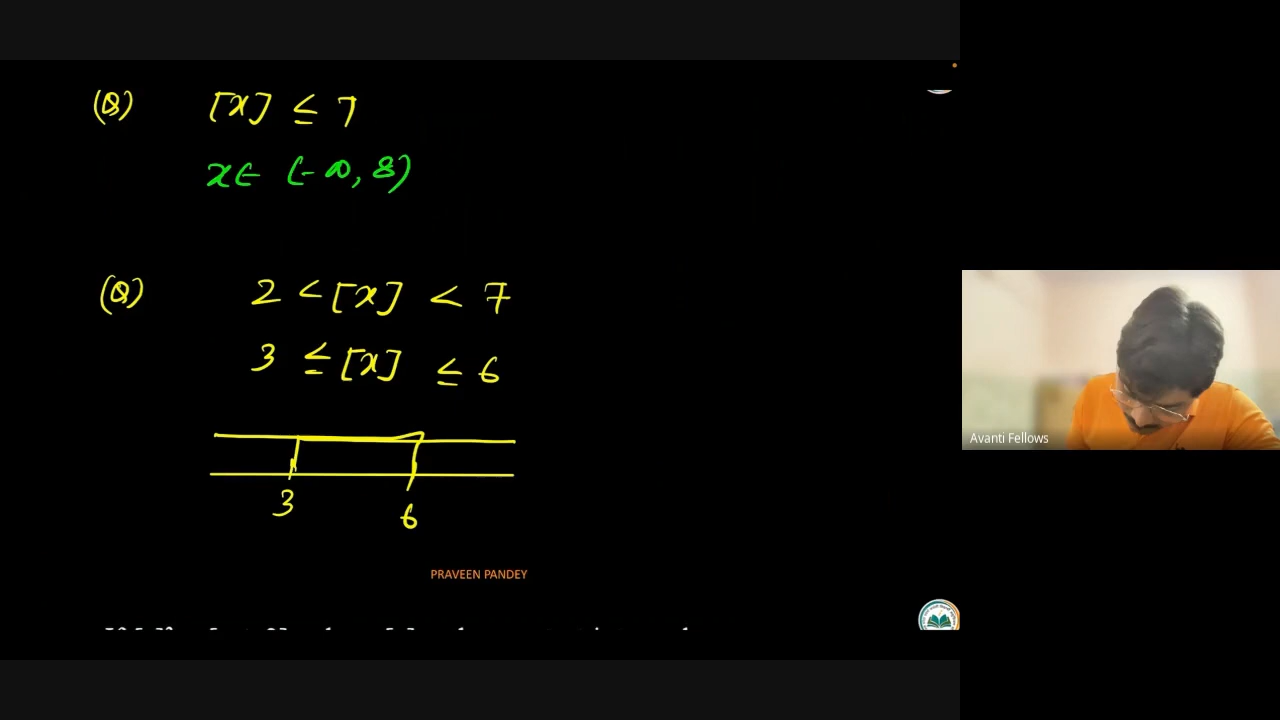 (Q) [x] ≤ 7
x ∈ (-∞, 8)
(Q) 2 < [x] < 7
3 ≤ [x] ≤ 6
3 6
PRAVEEN PANDEY
Avanti Fellows